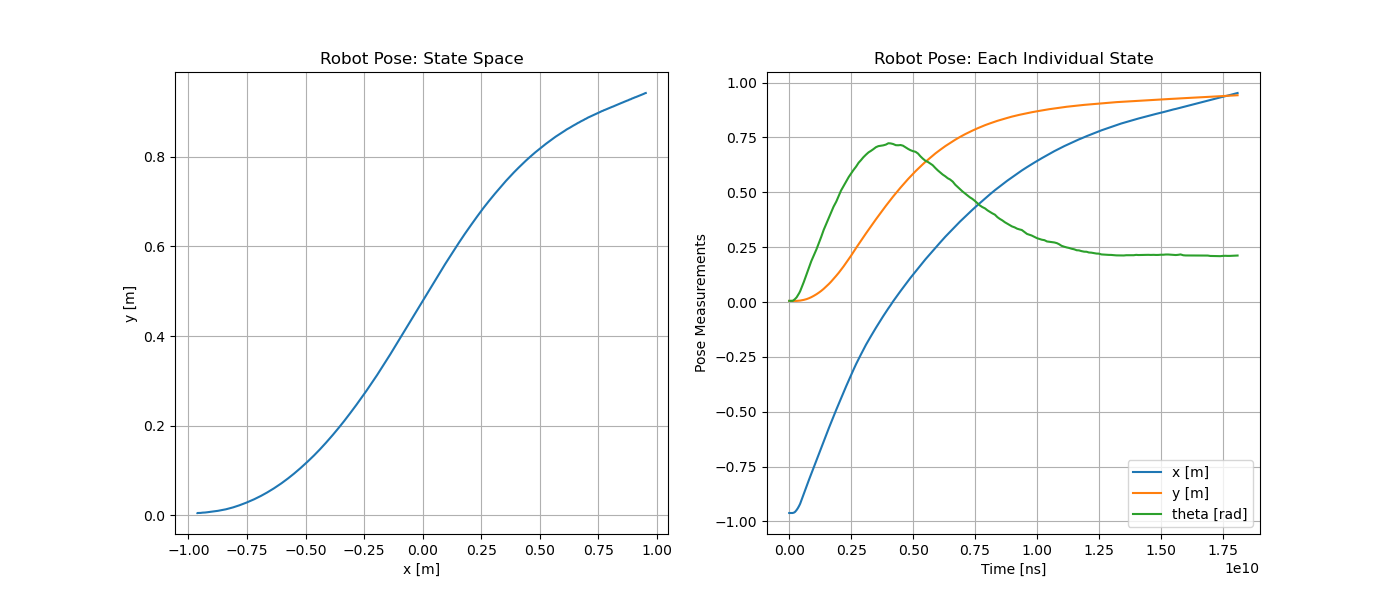 Robot Pose: State Space
y [m]
0.8
0.6
0.4
0.2
0.0
−1.00 −0.75 −0.50 −0.25 0.00 0.25 0.50 0.75 1.00
x [m]
Robot Pose: Each Individual State
Pose Measurements
1.00
0.75
0.50
0.25
0.00
−0.25
−0.50
−0.75
−1.00
x [m]
y [m]
theta [rad]
0.00 0.25 0.50 0.75 1.00 1.25 1.50 1.75
Time [ns]
1e10